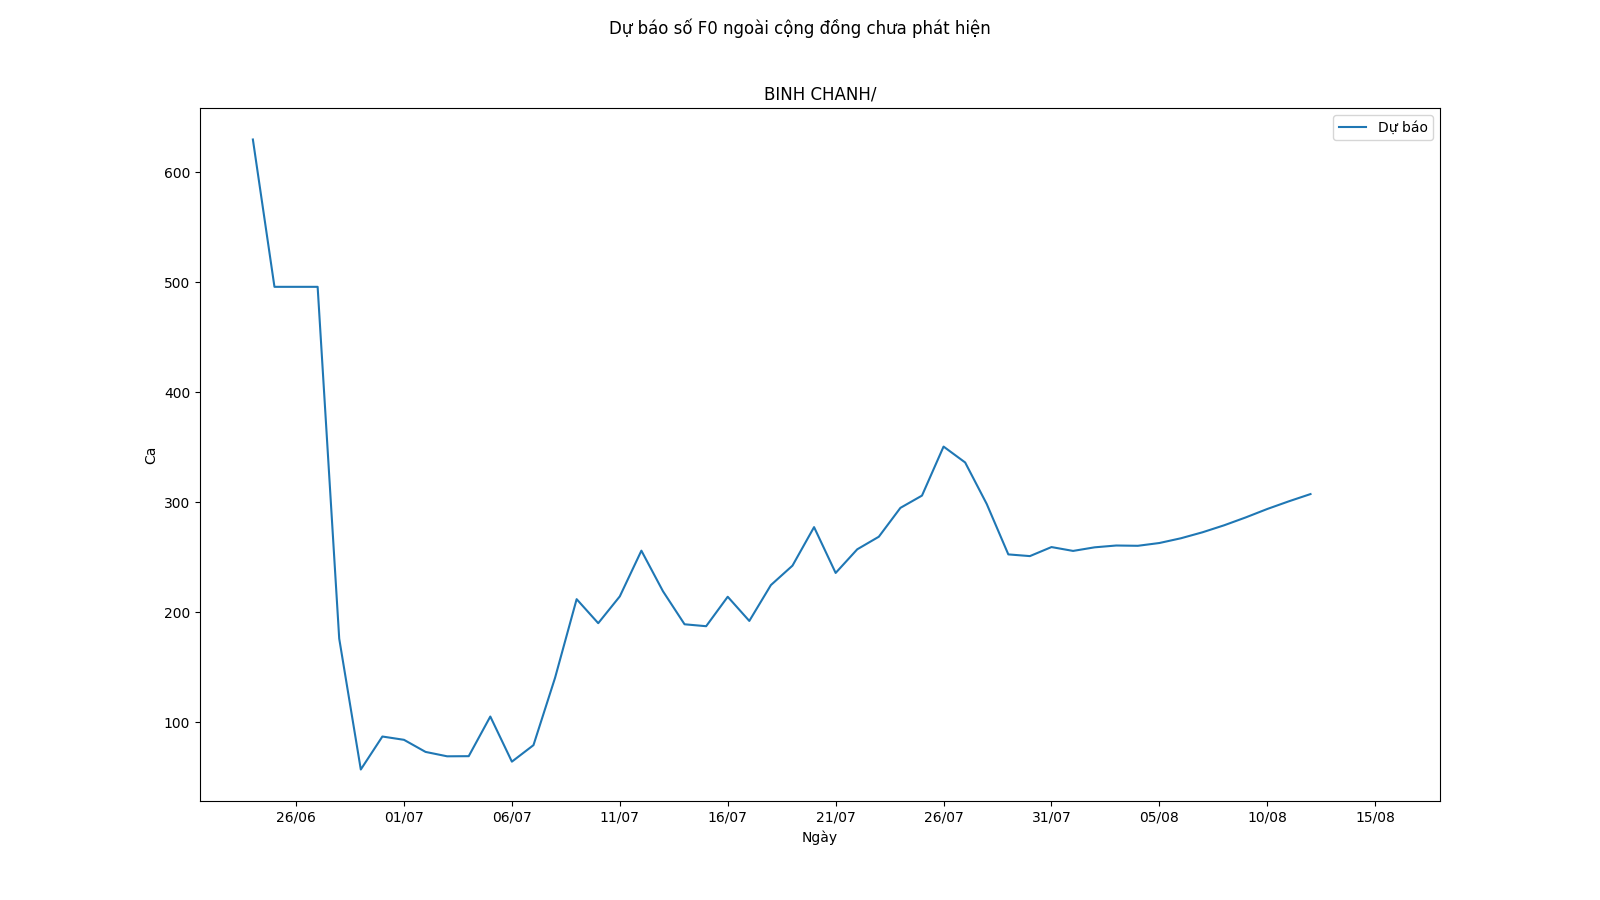 Dự báo số F0 ngoài cộng đồng chưa phát hiện
BINH CHANH/
Dự báo
600
500
400
300
200
100
Ca
26/06 01/07 06/07 11/07 16/07 21/07 26/07 31/07 05/08 10/08 15/08
Ngày